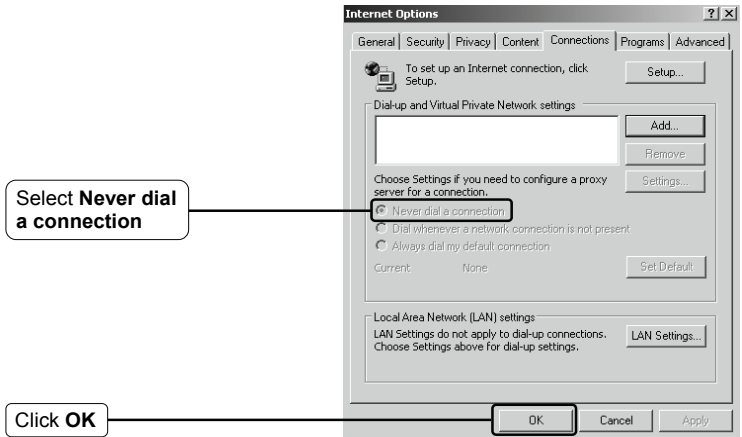 Internet Options
? X
General Security Privacy Content Connections Programs Advanced
To set up an Internet connection, click
Setup.
Setup...
Dial-up and Virtual Private Network settings
Add...
Remove
Choose Settings if you need to configure a proxy
server for a connection.
Settings...
Select Never dial
a connection
Never dial a connection
Dial whenever a network connection is not present
Always dial my default connection
Current None
Set Default
Local Area Network (LAN) settings
LAN Settings do not apply to dial-up connections.
Choose Settings above for dial-up settings.
LAN Settings...
Click OK
OK Cancel Apply